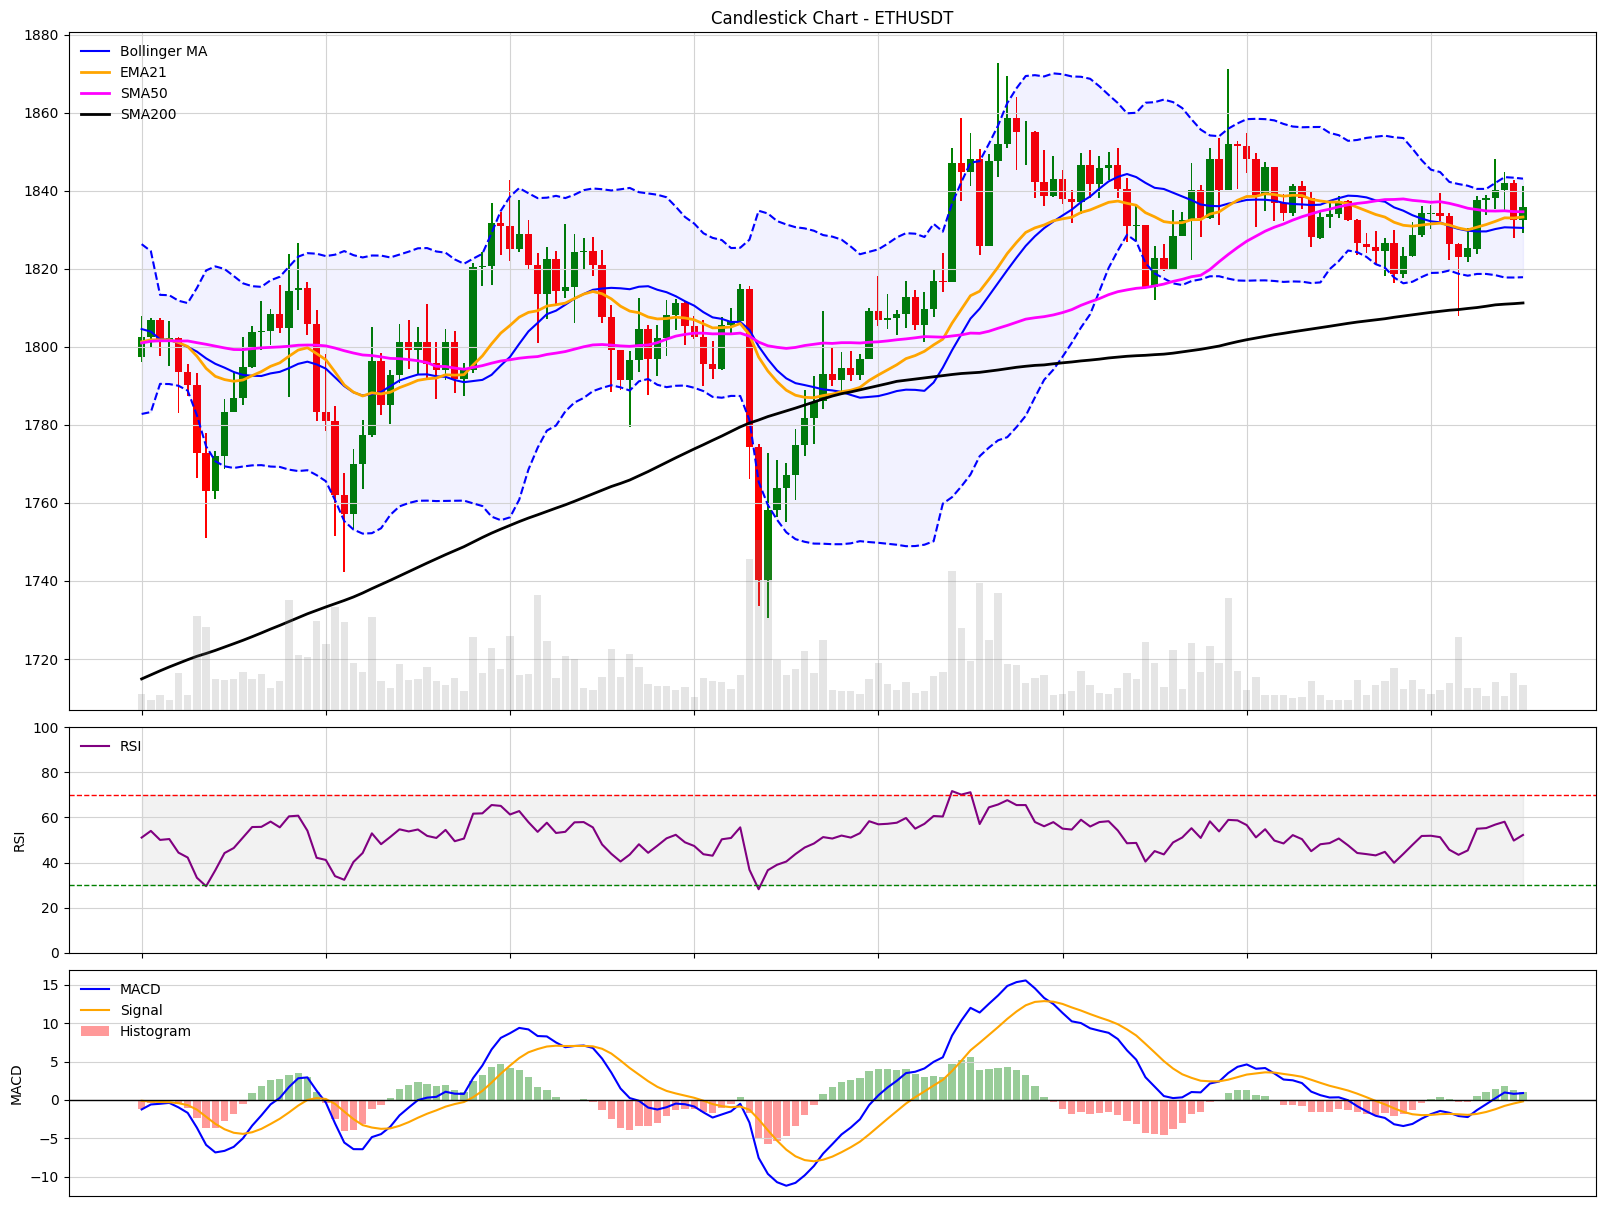 Candlestick Chart - ETHUSDT
Bollinger MA
EMA21
SMA50
SMA200
1880
1860
1840
1820
1800
1780
1760
1740
1720
RSI
RSI
100
80
60
40
20
0
MACD
Signal
Histogram
MACD
15
10
5
0
−5
−10